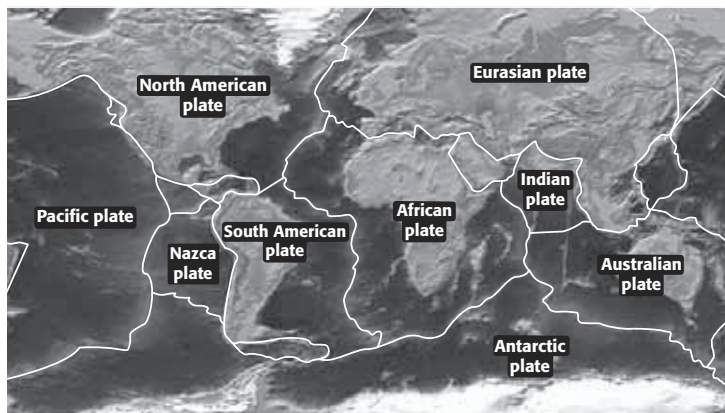 North American
plate
Eurasian plate
Indian
plate
Pacific plate
South American
plate
African
plate
Nazca
plate
Australian
plate
Antarctic
plate